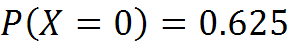 P(X = 0) = 0.625